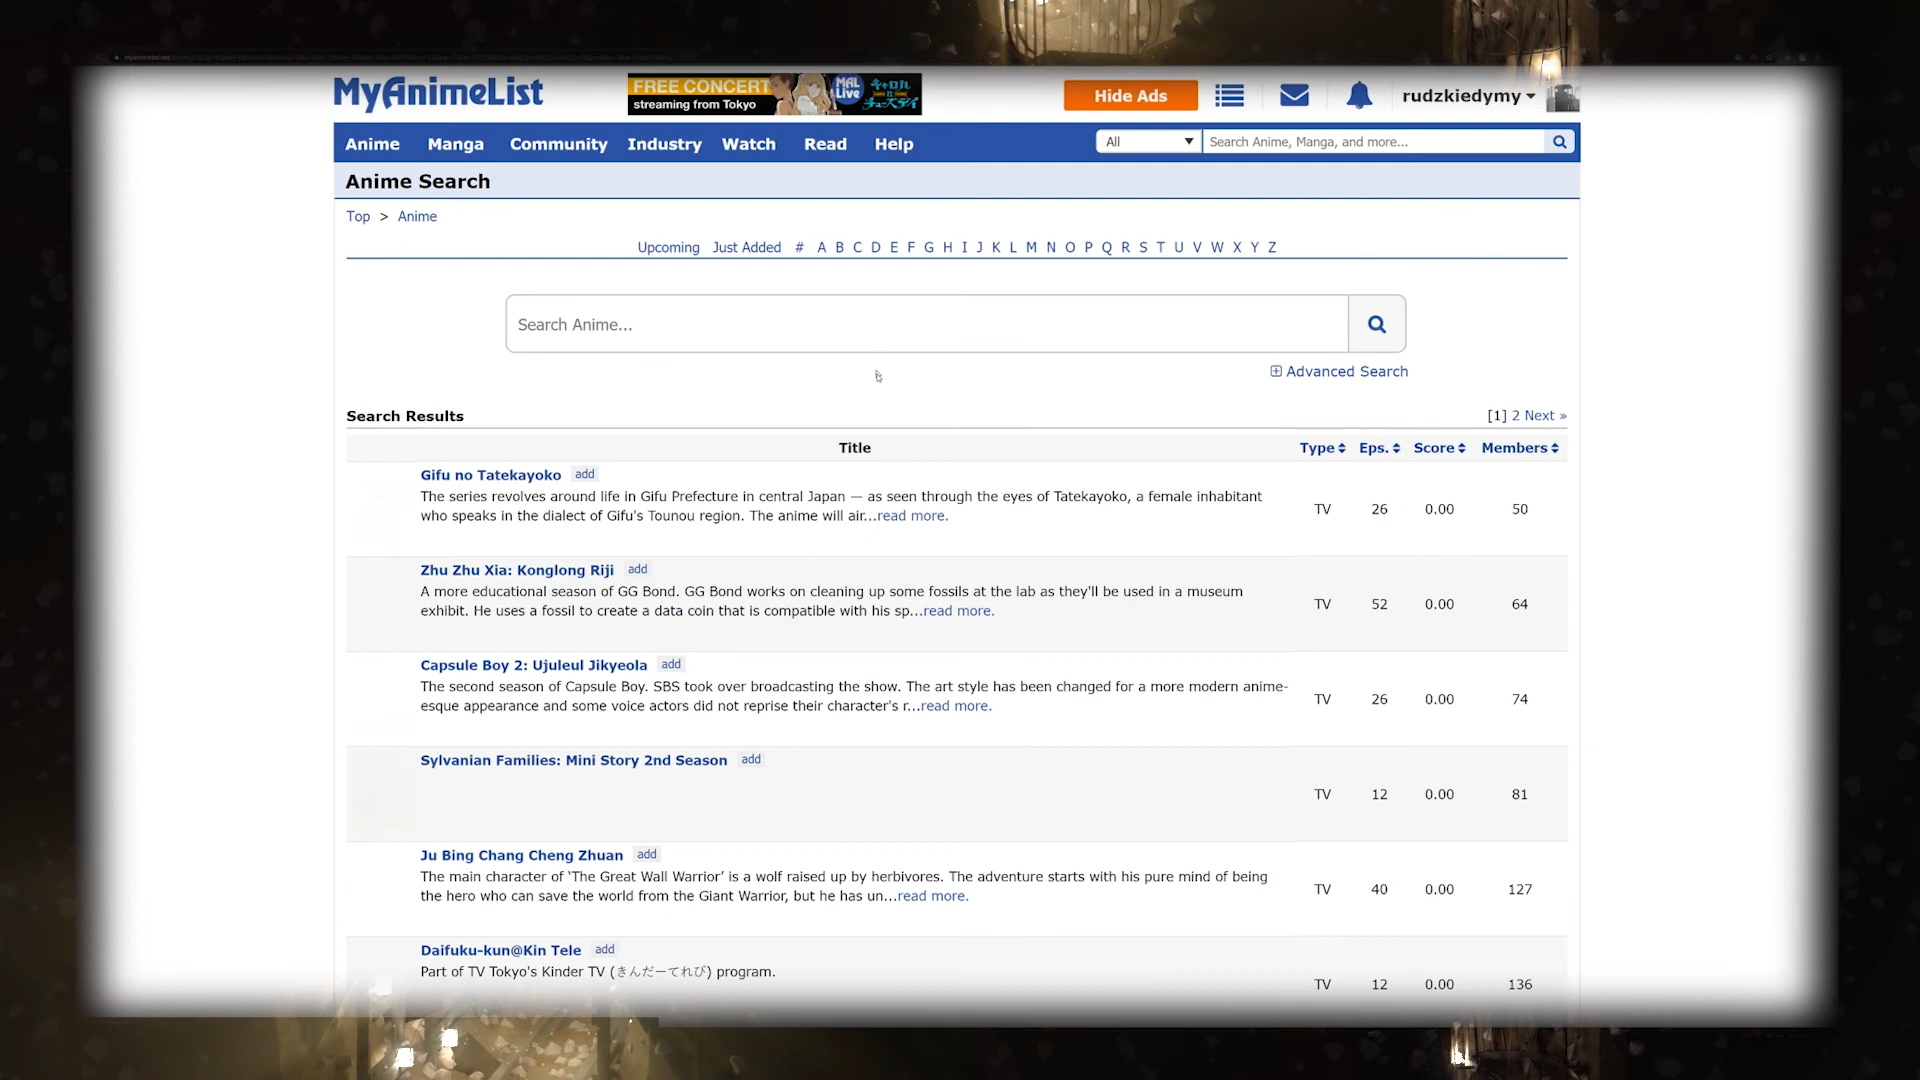 MyAnimeList
FREE CONCERT
streaming from Tokyo
MAL Live
キャロル&チューズデイ
Hide Ads
rudzkiedymy
Anime Manga Community Industry Watch Read Help
All
Search Anime, Manga, and more...
Anime Search
Top > Anime
Upcoming Just Added # A B C D E F G H I J K L M N O P Q R S T U V W X Y Z
Search Anime...
Advanced Search
Search Results
[1] 2 Next »
Title Type Eps. Score Members
Gifu no Tatekayoko add
The series revolves around life in Gifu Prefecture in central Japan — as seen through the eyes of Tatekayoko, a female inhabitant
who speaks in the dialect of Gifu's Tounou region. The anime will air...read more.
TV 26 0.00 50
Zhu Zhu Xia: Konglong Riji add
A more educational season of GG Bond. GG Bond works on cleaning up some fossils at the lab as they'll be used in a museum
exhibit. He uses a fossil to create a data coin that is compatible with his sp...read more.
TV 52 0.00 64
Capsule Boy 2: Ujuleul Jikyeola add
The second season of Capsule Boy. SBS took over broadcasting the show. The art style has been changed for a more modern anime-
esque appearance and some voice actors did not reprise their character's r...read more.
TV 26 0.00 74
Sylvanian Families: Mini Story 2nd Season add
TV 12 0.00 81
Ju Bing Chang Cheng Zhuan add
The main character of ‘The Great Wall Warrior’ is a wolf raised up by herbivores. The adventure starts with his pure mind of being
the hero who can save the world from the Giant Warrior, but he has un...read more.
TV 40 0.00 127
Daifuku-kun@Kin Tele add
Part of TV Tokyo's Kinder TV (きんだーてれび) program.
TV 12 0.00 136